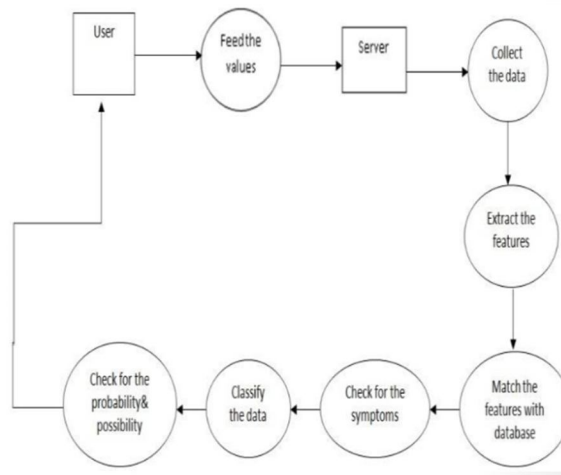 User
Feed the
values
Server
Collect
the data
Extract the
features
Match the
features with
database
Check for the
symptoms
Classify
the data
Check for the
probability&
possibility